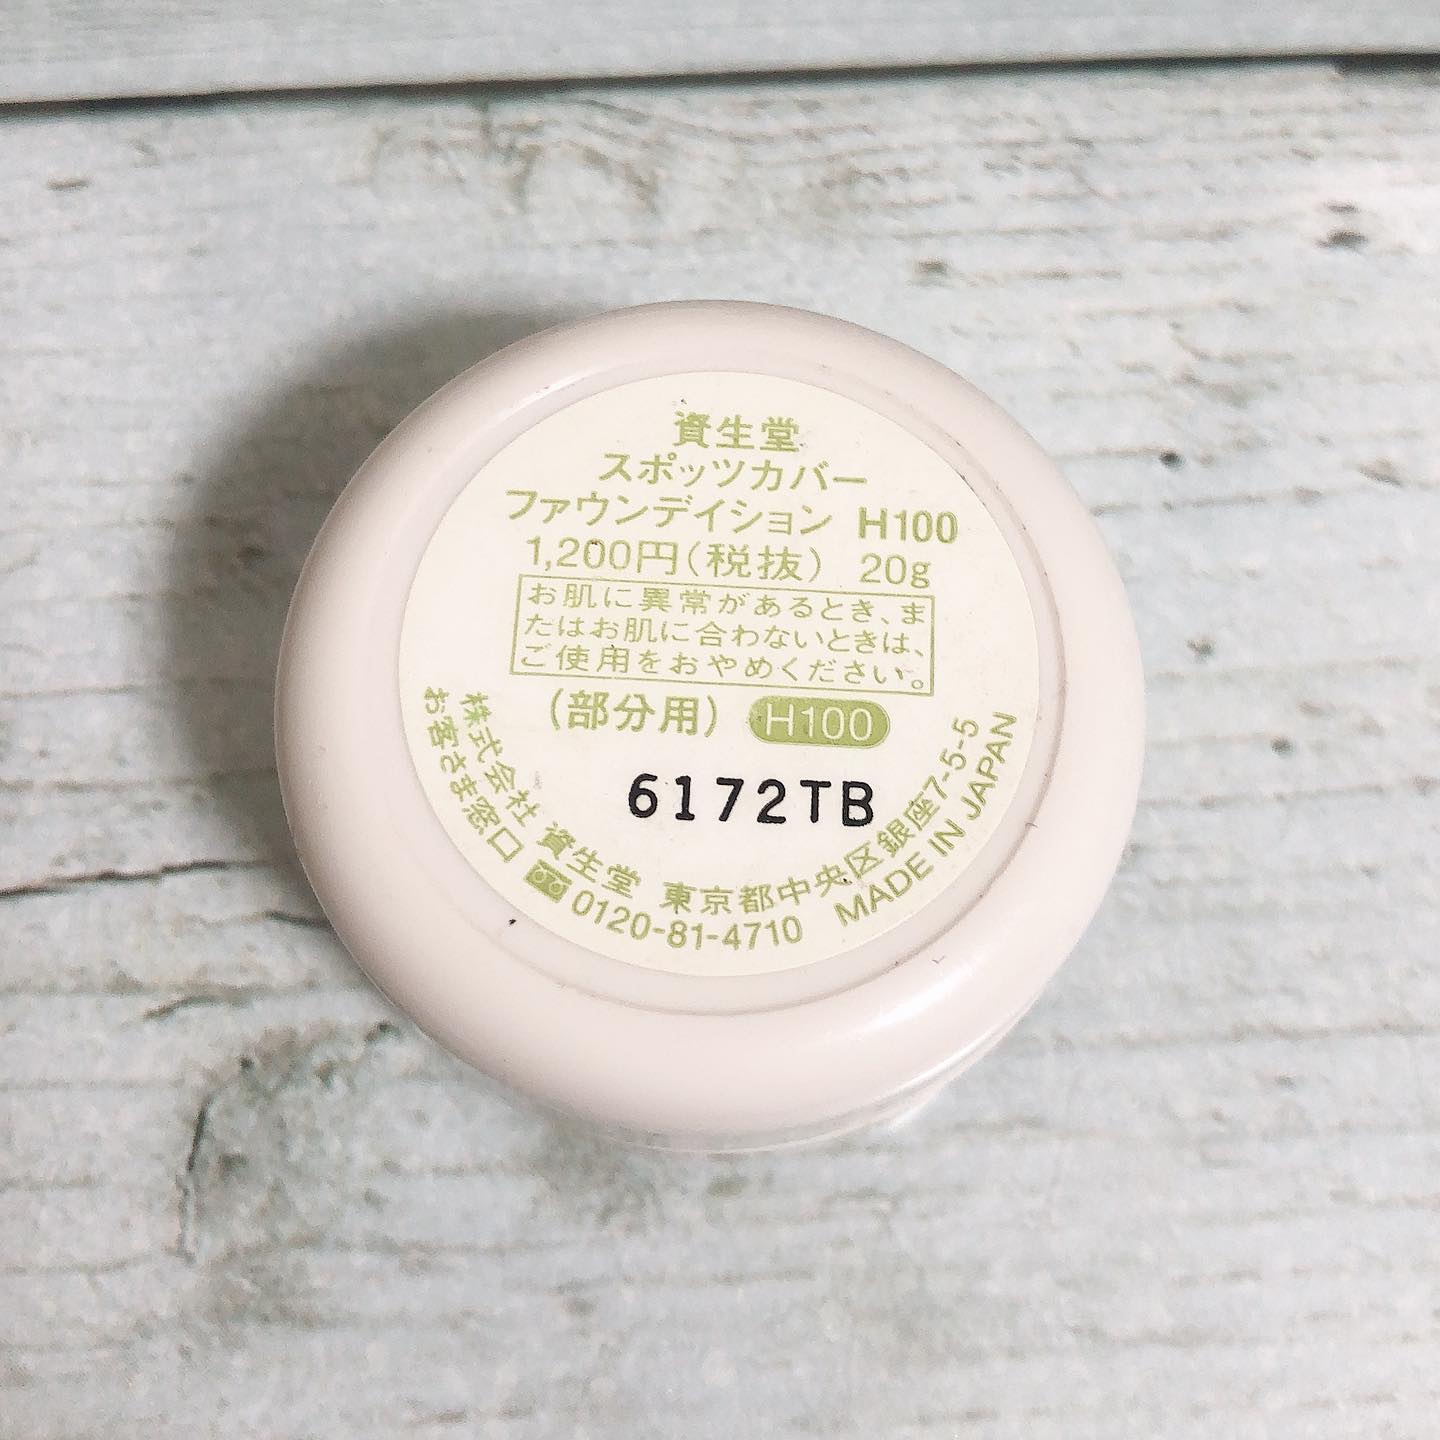 資生堂
スポッツカバー
ファウンデイション H100
1,200円(税抜) 20g
お肌に異常があるとき、ま
たはお肌に合わないときは、
ご使用をおやめください。
(部分用) H100
6172TB
株式会社 資生堂 東京都中央区銀座7-5-5
お客さま窓口 0120-81-4710 MADE IN JAPAN